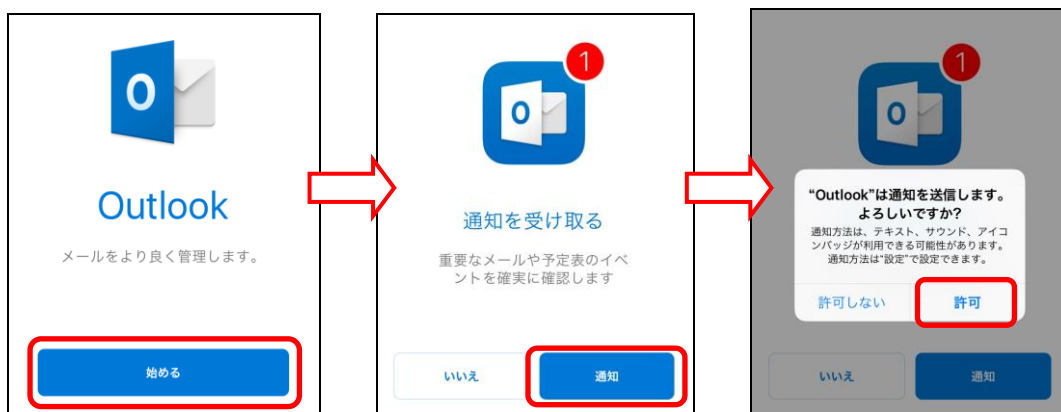 O
Outlook
メールをより良く管理します。
始める
1
O
通知を受け取る
重要なメールや予定表のイベ
ントを確実に確認します
いいえ
通知
1
O
“Outlook”は通知を送信します。
よろしいですか?
通知方法は、テキスト、サウンド、アイコ
ンバッジが利用できる可能性があります。
通知方法は“設定”で設定できます。
許可しない
許可
いいえ
通知